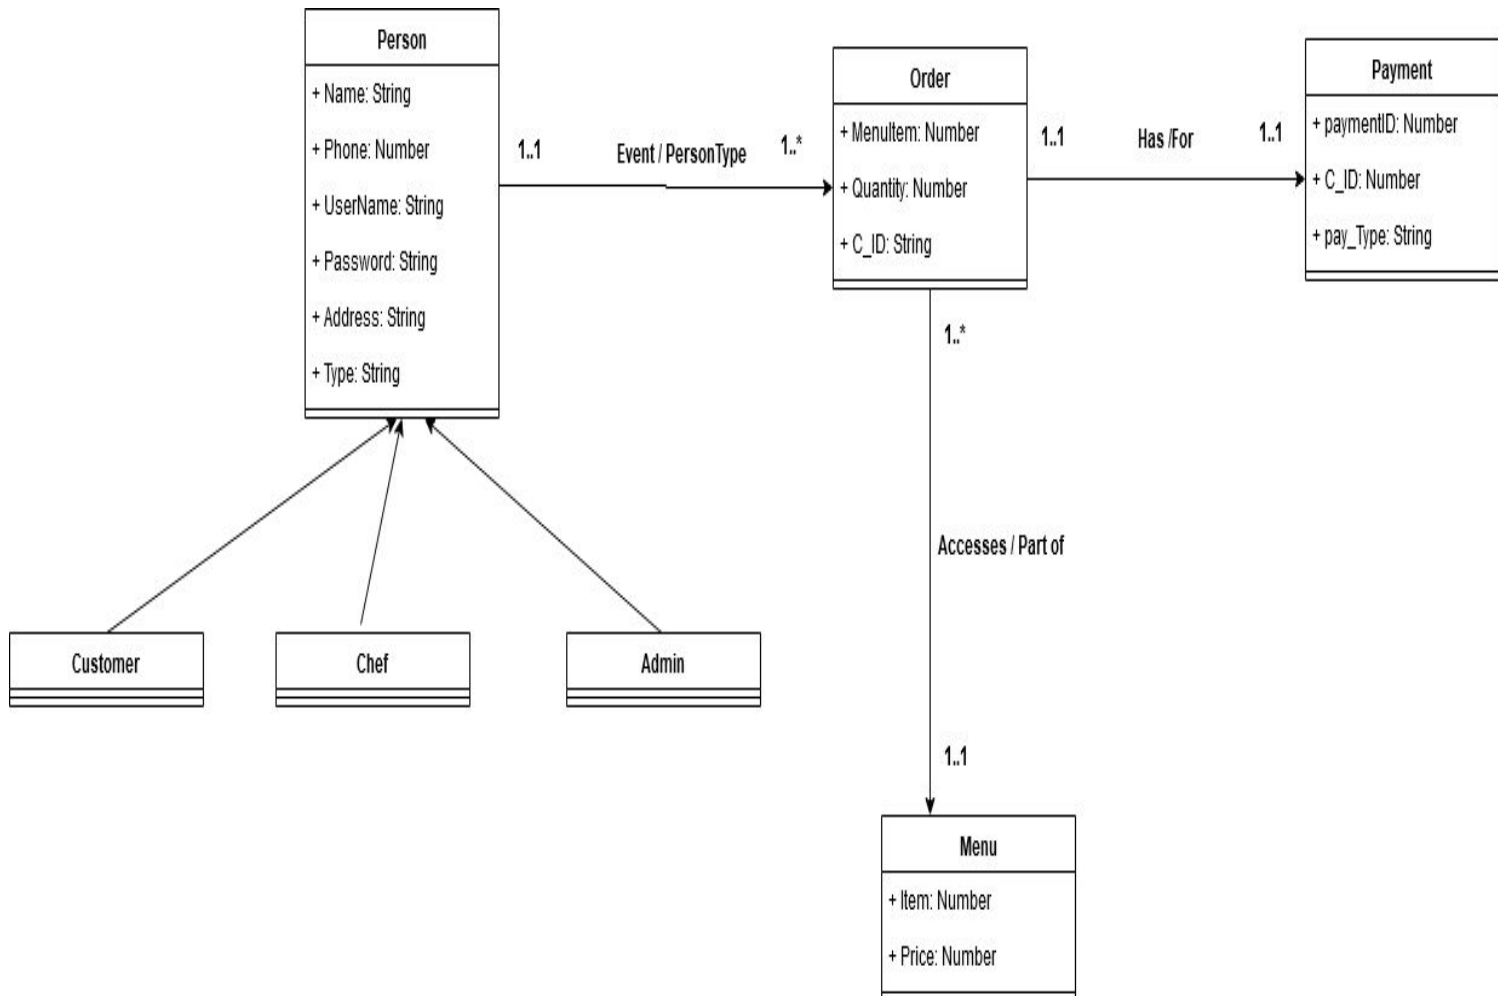 Person
+ Name: String
+ Phone: Number
+ UserName: String
+ Password: String
+ Address: String
+ Type: String
1..1
Event / PersonType
1..*
Order
+ MenuItem: Number
+ Quantity: Number
+ C_ID: String
1..1
Has /For
1..1
Payment
+ paymentID: Number
+ C_ID: Number
+ pay_Type: String
1..*
Accesses / Part of
1..1
Customer
Chef
Admin
Menu
+ Item: Number
+ Price: Number